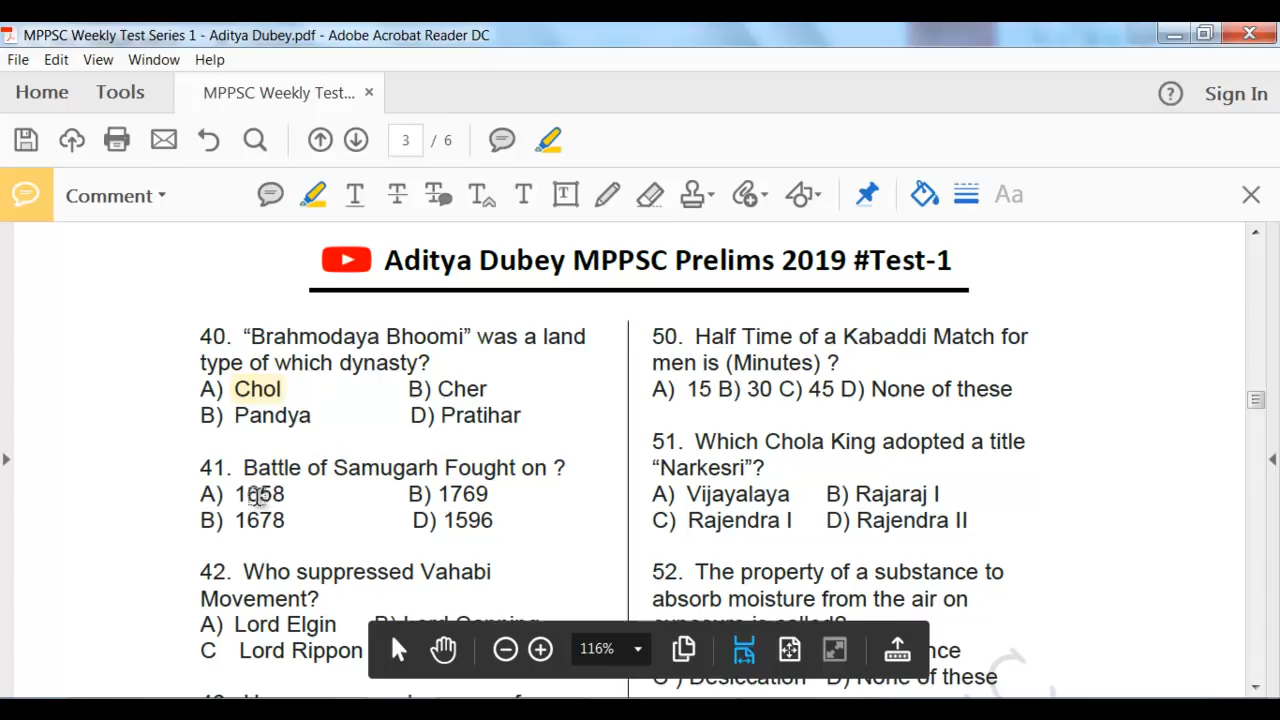 MPPSC Weekly Test Series 1 - Aditya Dubey.pdf - Adobe Acrobat Reader DC
File Edit View Window Help
Home Tools MPPSC Weekly Test... × Sign In
3 / 6
Comment
Aditya Dubey MPPSC Prelims 2019 #Test-1
40. “Brahmodaya Bhoomi” was a land
type of which dynasty?
A) Chol B) Cher
B) Pandya D) Pratihar
41. Battle of Samugarh Fought on ?
A) 1658 B) 1769
B) 1678 D) 1596
42. Who suppressed Vahabi
Movement?
A) Lord Elgin
C Lord Rippon
50. Half Time of a Kabaddi Match for
men is (Minutes) ?
A) 15 B) 30 C) 45 D) None of these
51. Which Chola King adopted a title
“Narkesri”?
A) Vijayalaya B) Rajaraj I
C) Rajendra I D) Rajendra II
52. The property of a substance to
absorb moisture from the air on
D) None of these
116%